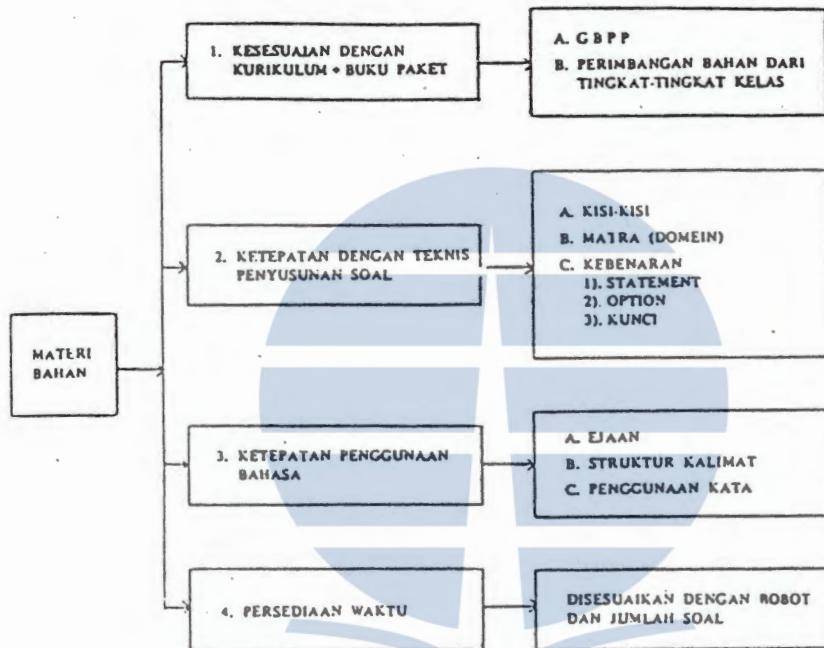 MATERI
BAHAN
1. KESESUAIAN DENGAN
KURIKULUM + BUKU PAKET
A. GBPP
B. PERIMBANGAN BAHAN DARI
TINGKAT-TINGKAT KELAS
2. KETEPATAN DENGAN TEKNIS
PENYUSUNAN SOAL
A. KISI-KISI
B. MATRA (DOMEIN)
C. KEBENARAN
1). STATEMENT
2). OPTION
3). KUNCI
3. KETEPATAN PENGGUNAAN
BAHASA
A. EJAAN
B. STRUKTUR KALIMAT
C. PENGGUNAAN KATA
4. PERSEDIAAN WAKTU
DISESUAIKAN DENGAN ROBOT
DAN JUMLAH SOAL